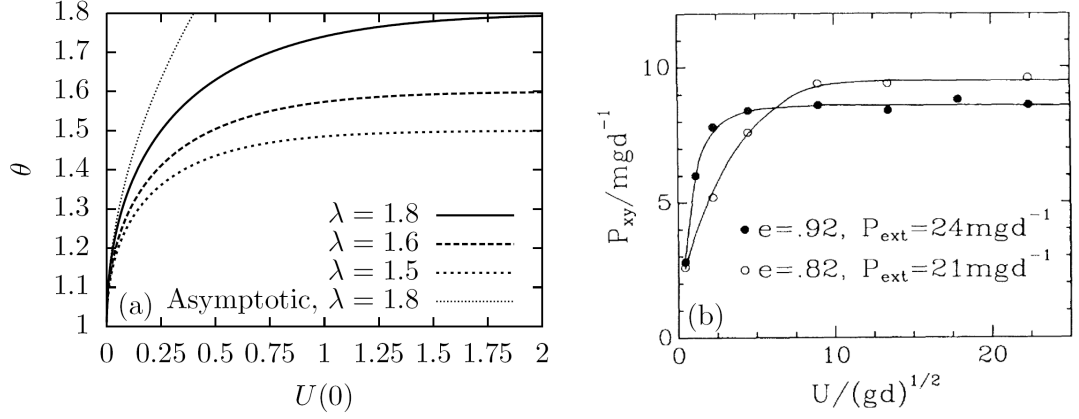 1.8
1.7
1.6
1.5
1.4
1.3
1.2
1.1
1
θ
λ = 1.8
λ = 1.6
λ = 1.5
(a) Asymptotic, λ = 1.8
0 0.25 0.75 1 1.25 1.5 1.75 2
U(0)
10
5
0
P_xy/mgd⁻¹
e=.92, P_ext=24mgd⁻¹
e=.82, P_ext=21mgd⁻¹
(b)
0 5 10 15 20
U/(gd)^1/2